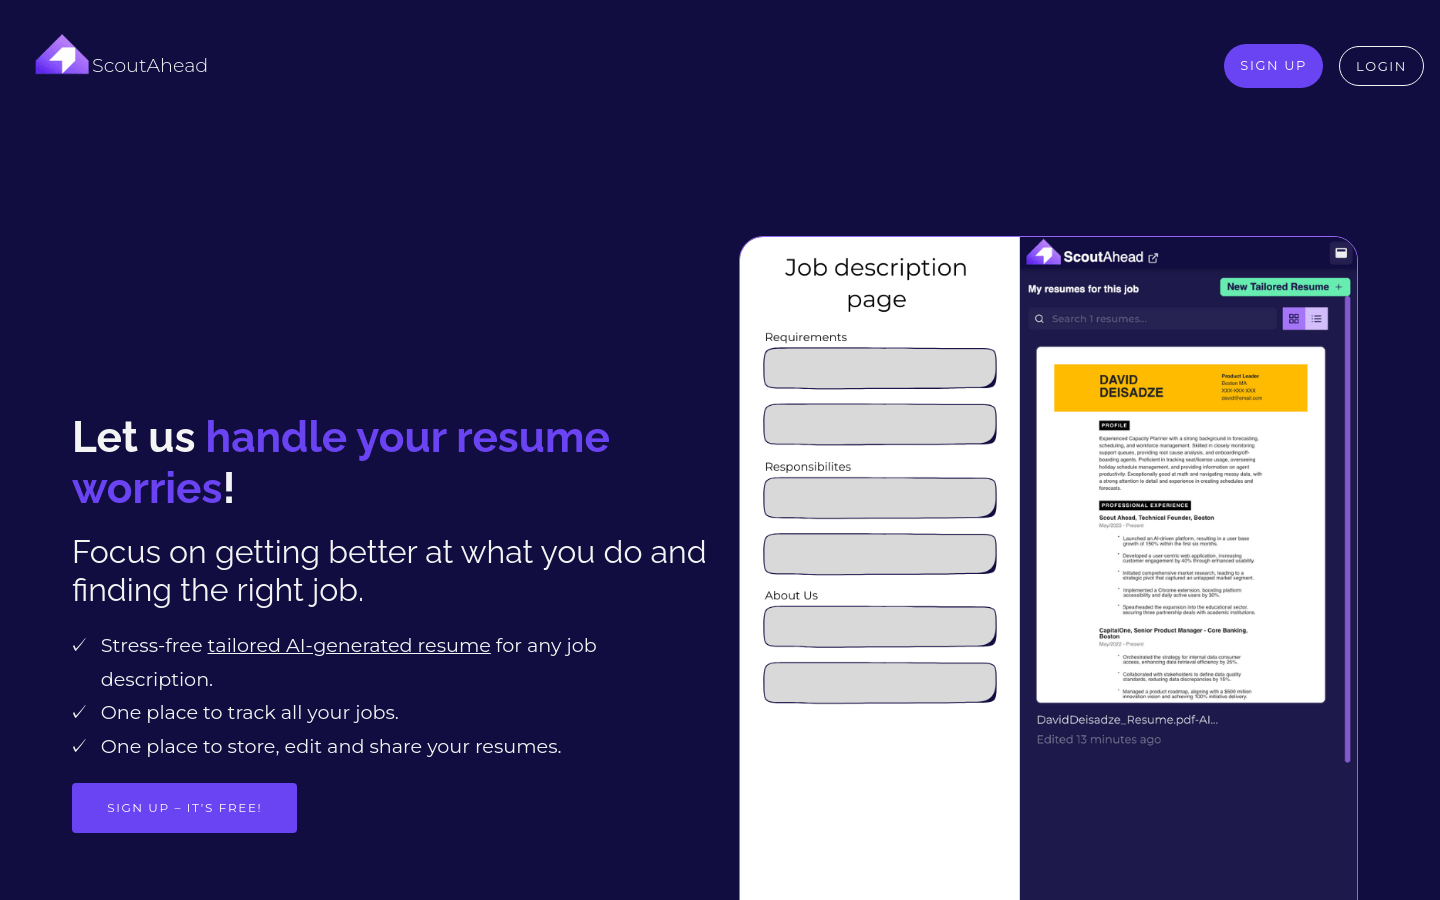 ScoutAhead
SIGN UP
LOGIN
Let us handle your resume
worries!
Focus on getting better at what you do and
finding the right job.
✓ Stress-free tailored AI-generated resume for any job
description.
✓ One place to track all your jobs.
✓ One place to store, edit and share your resumes.
SIGN UP – IT'S FREE!
Job description
page
Requirements
Responsibilites
About Us
ScoutAhead
My resumes for this job
New Tailored Resume +
Search 1 resumes...
DAVID
DEISADZE
Product Leader
Boston MA
XXX-XXX XXX
david@email.com
PROFILE
Experienced Capacity Planner with a strong background in forecasting,
scheduling, and workforce management. Skilled in closely monitoring
support queues, providing root cause analysis, and onboarding/off-
boarding agents. Proficient in tracking seat/license usage, overseeing
holiday schedule management, and providing information on agent
productivity. Exceptionally good at math and navigating messy data, with
a strong attention to detail and experience in creating schedules and
forecasts.
PROFESSIONAL EXPERIENCE
Scout Ahead, Technical Founder, Boston
May/2023 - Present
Launched an AI-driven platform, resulting in a user base
growth of 150% within the first six months.
Developed a user-centric web application, increasing
customer engagement by 40% through enhanced usability.
Initiated comprehensive market research, leading to a
strategic pivot that captured an untapped market segment.
Implemented a Chrome extension, boosting platform
accessibility and daily active users by 30%.
Spearheaded the expansion into the educational sector,
securing three partnership deals with academic institutions.
CapitalOne, Senior Product Manager - Core Banking,
Boston
May/2022 - Present
Orchestrated the strategy for internal data consumer
access, enhancing data retrieval efficiency by 25%.
Collaborated with stakeholders to define data quality
standards, reducing data discrepancies by 15%.
Managed a product roadmap, aligning with a $500 million
innovation vision and achieving 100% initiative delivery.
DavidDeisadze_Resume.pdf-AI...
Edited 13 minutes ago